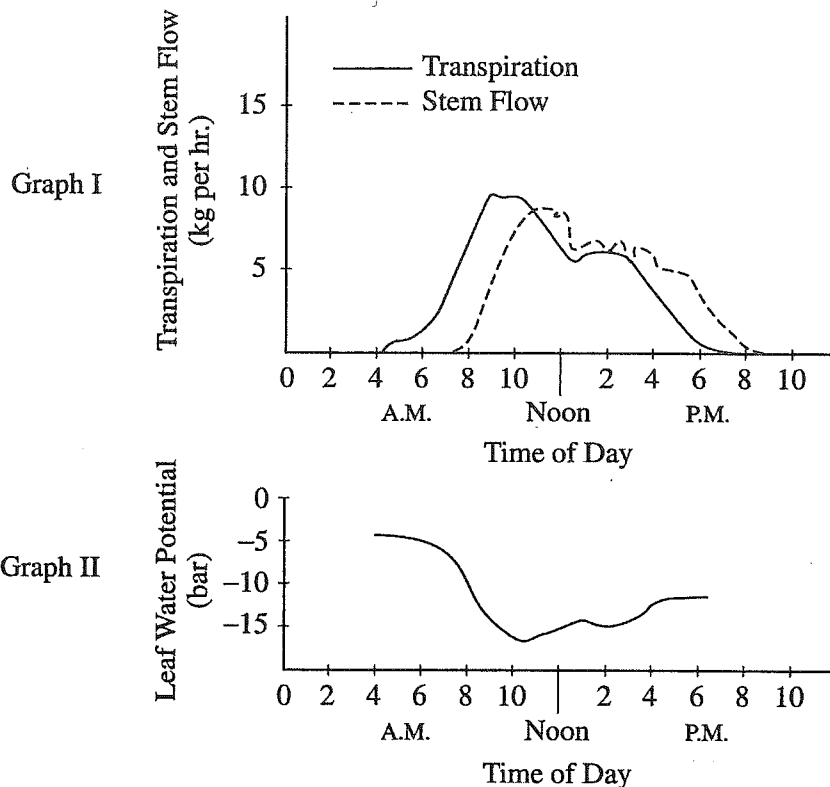 Graph I
Transpiration and Stem Flow
(kg per hr.)
Transpiration
Stem Flow
15
10
5
0 2 4 6 8 10 2 4 6 8 10
A.M. Noon P.M.
Time of Day
Graph II
Leaf Water Potential
(bar)
0
−5
−10
−15
0 2 4 6 8 10 2 4 6 8 10
A.M. Noon P.M.
Time of Day